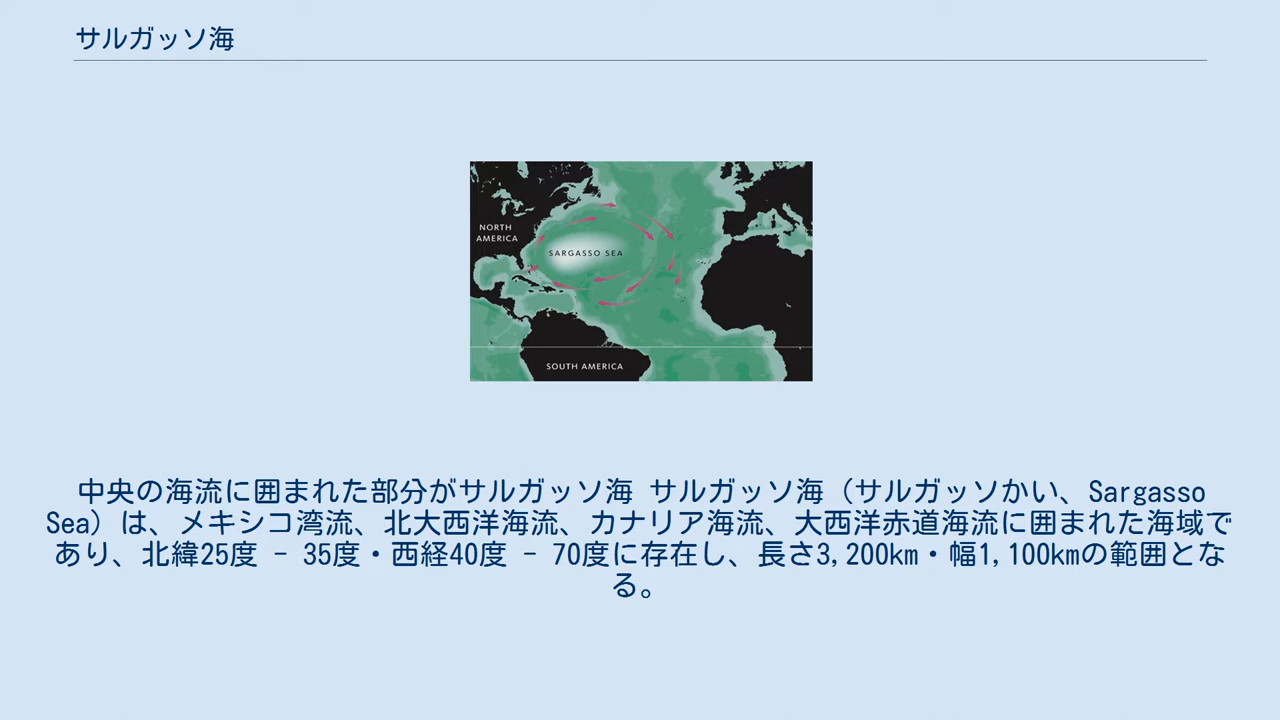 サルガッソ海
NORTH
AMERICA
SARGASSO SEA
SOUTH AMERICA
中央の海流に囲まれた部分がサルガッソ海 サルガッソ海（サルガッソかい、Sargasso
Sea）は、メキシコ湾流、北大西洋海流、カナリア海流、大西洋赤道海流に囲まれた海域で
あり、北緯25度 - 35度・西経40度 - 70度に存在し、長さ3,200km・幅1,100kmの範囲とな
る。